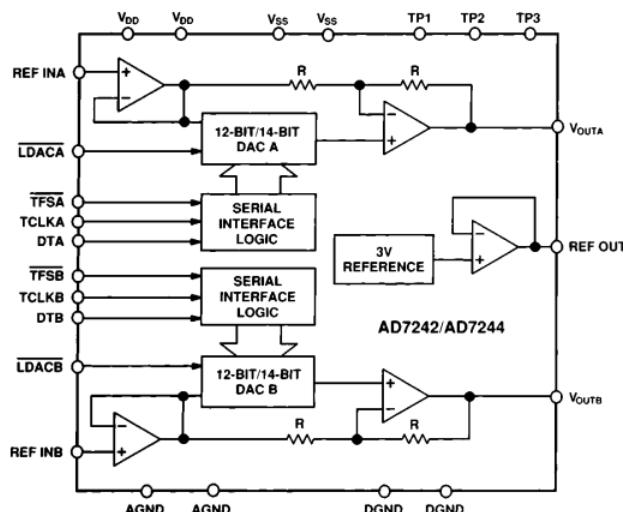 VDD VDD VSS VSS TP1 TP2 TP3
REF INA
R R
12-BIT/14-BIT
DAC A
LDACA
VOUTA
TFSA
TCLKA
DTA
SERIAL
INTERFACE
LOGIC
3V
REFERENCE
REF OUT
TFSB
TCLKB
DTB
SERIAL
INTERFACE
LOGIC
AD7242/AD7244
LDACB
12-BIT/14-BIT
DAC B
VOUTB
R R
REF INB
AGND AGND DGND DGND